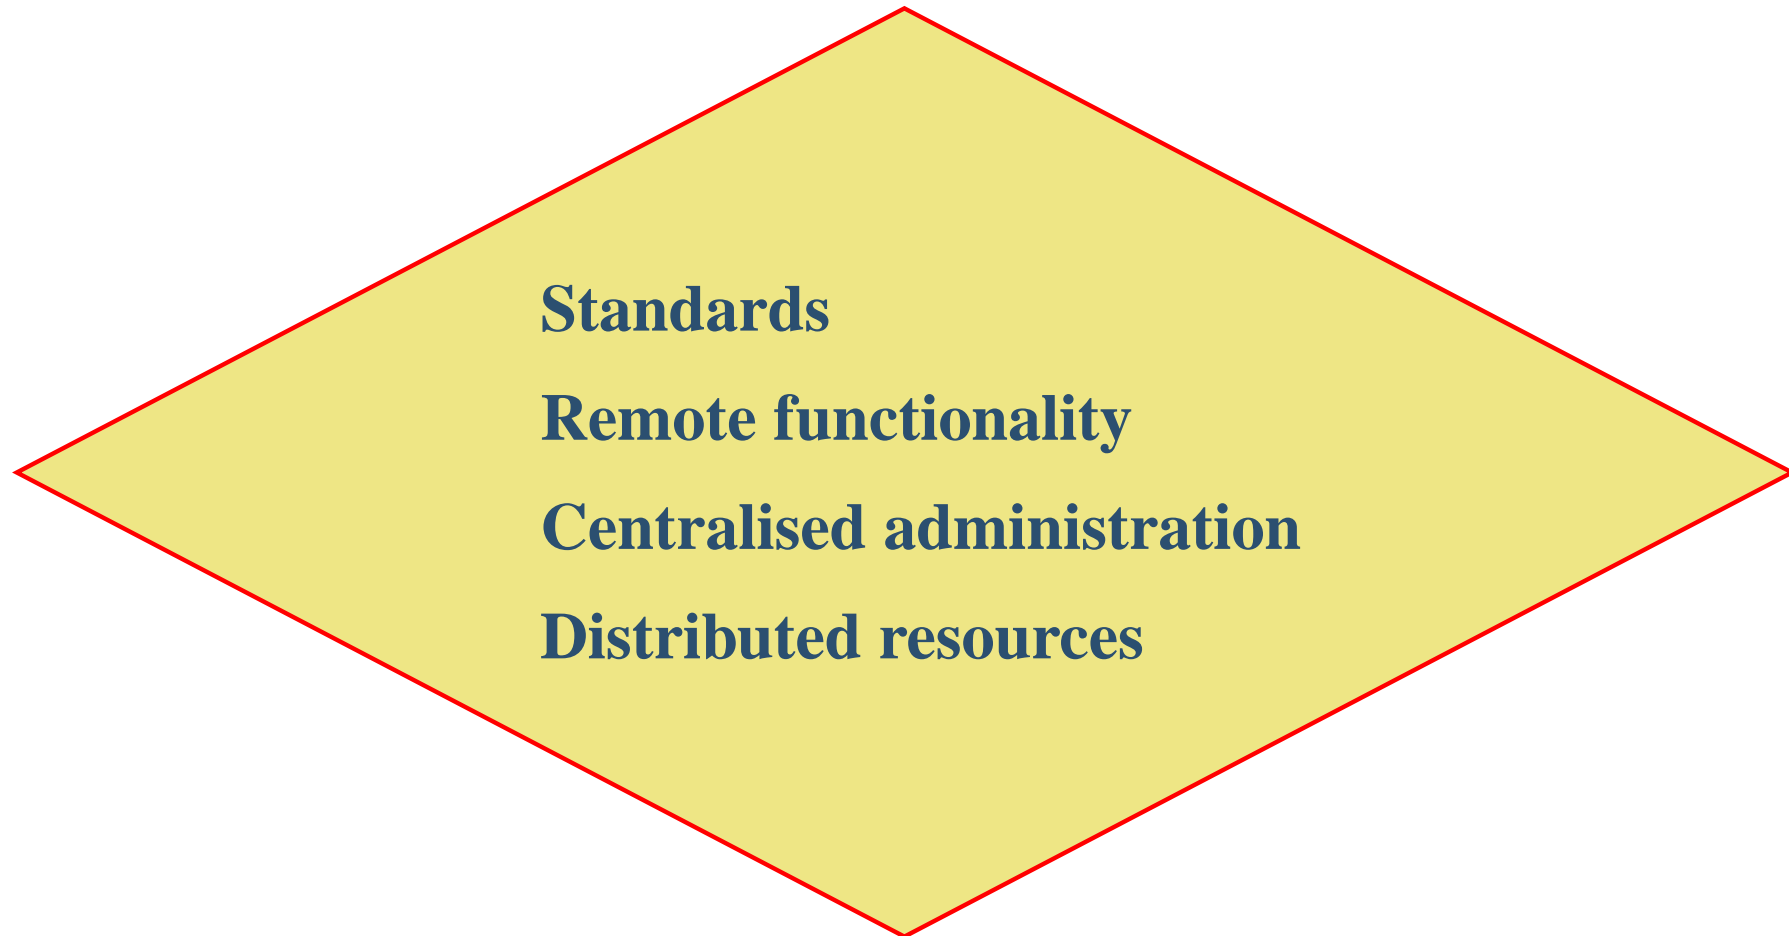 Standards
Remote functionality
Centralised administration
Distributed resources